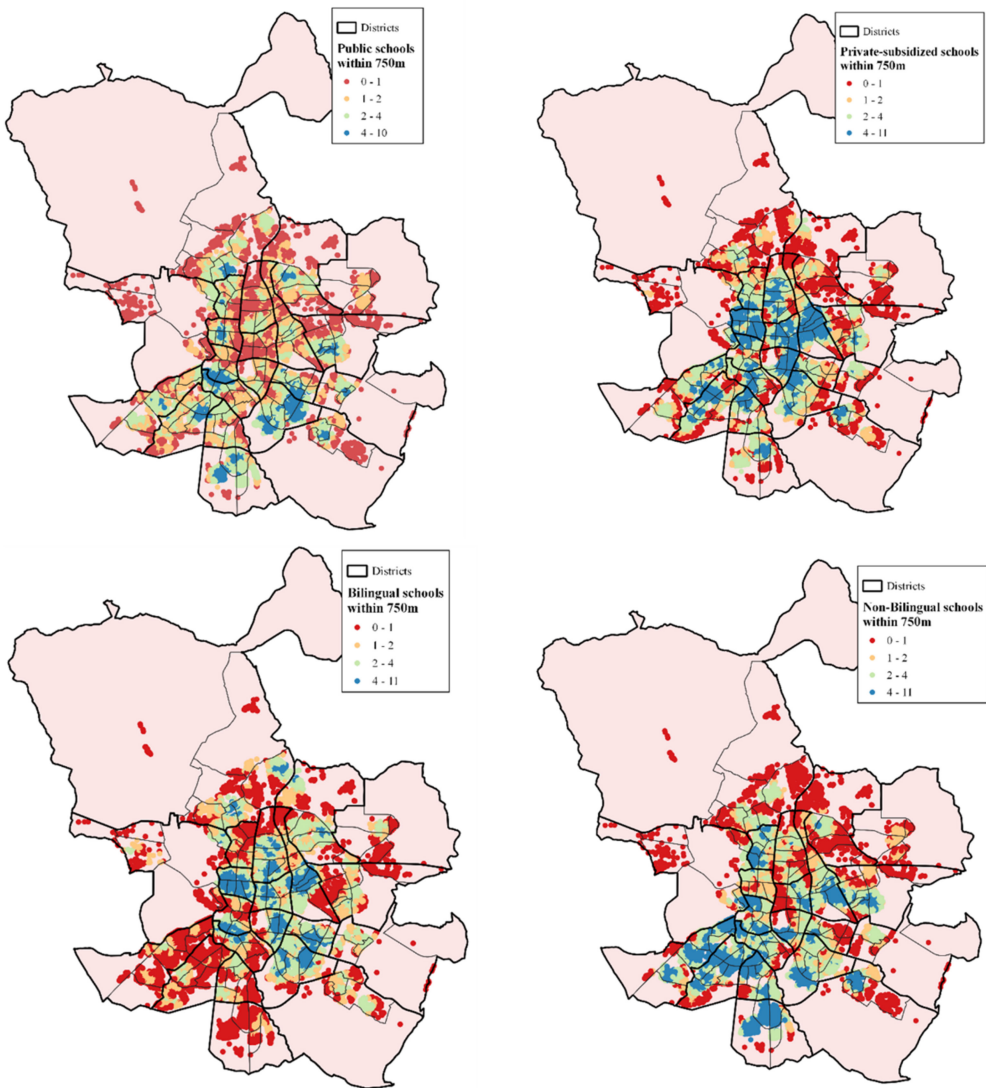 Districts
Public schools
within 750m
0 - 1
1 - 2
2 - 4
4 - 10
Districts
Private-subsidized schools
within 750m
0 - 1
1 - 2
2 - 4
4 - 11
Districts
Bilingual schools
within 750m
0 - 1
1 - 2
2 - 4
4 - 11
Districts
Non-Bilingual schools
within 750m
0 - 1
1 - 2
2 - 4
4 - 11